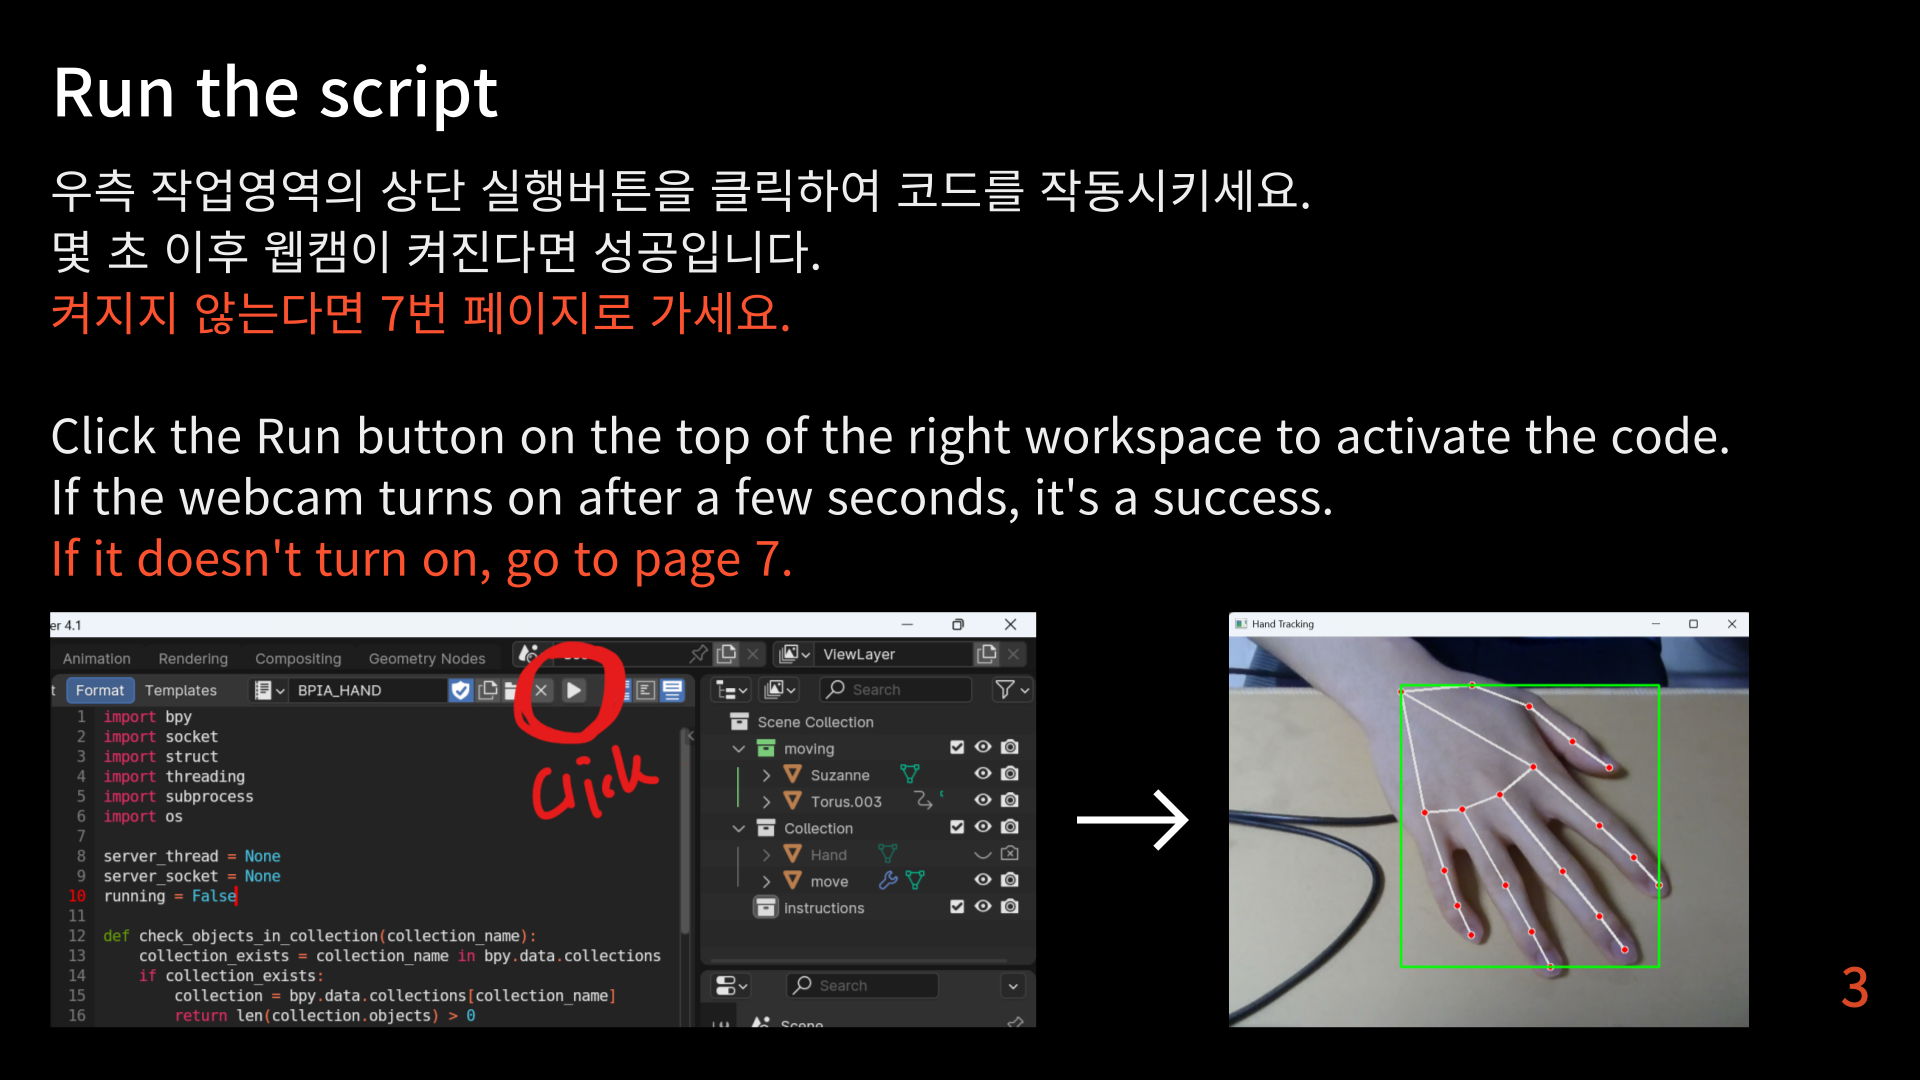 Run the script
우측 작업영역의 상단 실행버튼을 클릭하여 코드를 작동시키세요.
몇 초 이후 웹캠이 켜진다면 성공입니다.
켜지지 않는다면 7번 페이지로 가세요.
Click the Run button on the top of the right workspace to activate the code.
If the webcam turns on after a few seconds, it's a success.
If it doesn't turn on, go to page 7.
er 4.1
Animation Rendering Compositing Geometry Nodes
ViewLayer
t Format Templates BPIA_HAND
Search
1 import bpy
2 import socket
3 import struct
4 import threading
5 import subprocess
6 import os
7
8 server_thread = None
9 server_socket = None
10 running = False
11
12 def check_objects_in_collection(collection_name):
13 collection_exists = collection_name in bpy.data.collections
14 if collection_exists:
15 collection = bpy.data.collections[collection_name]
16 return len(collection.objects) > 0
click
Scene Collection
moving
Suzanne
Torus.003
Collection
Hand
move
instructions
Search
Scene
Hand Tracking
3